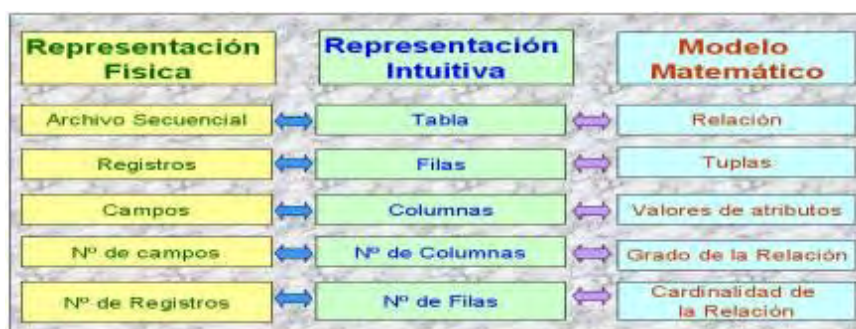 Representación
Física
Representación
Intuitiva
Modelo
Matemático
Archivo Secuencial
Tabla
Relación
Registros
Filas
Tuplas
Campos
Columnas
Valores de atributos
Nº de campos
Nº de Columnas
Grado de la Relación
Nº de Registros
Nº de Filas
Cardinalidad de
la Relación